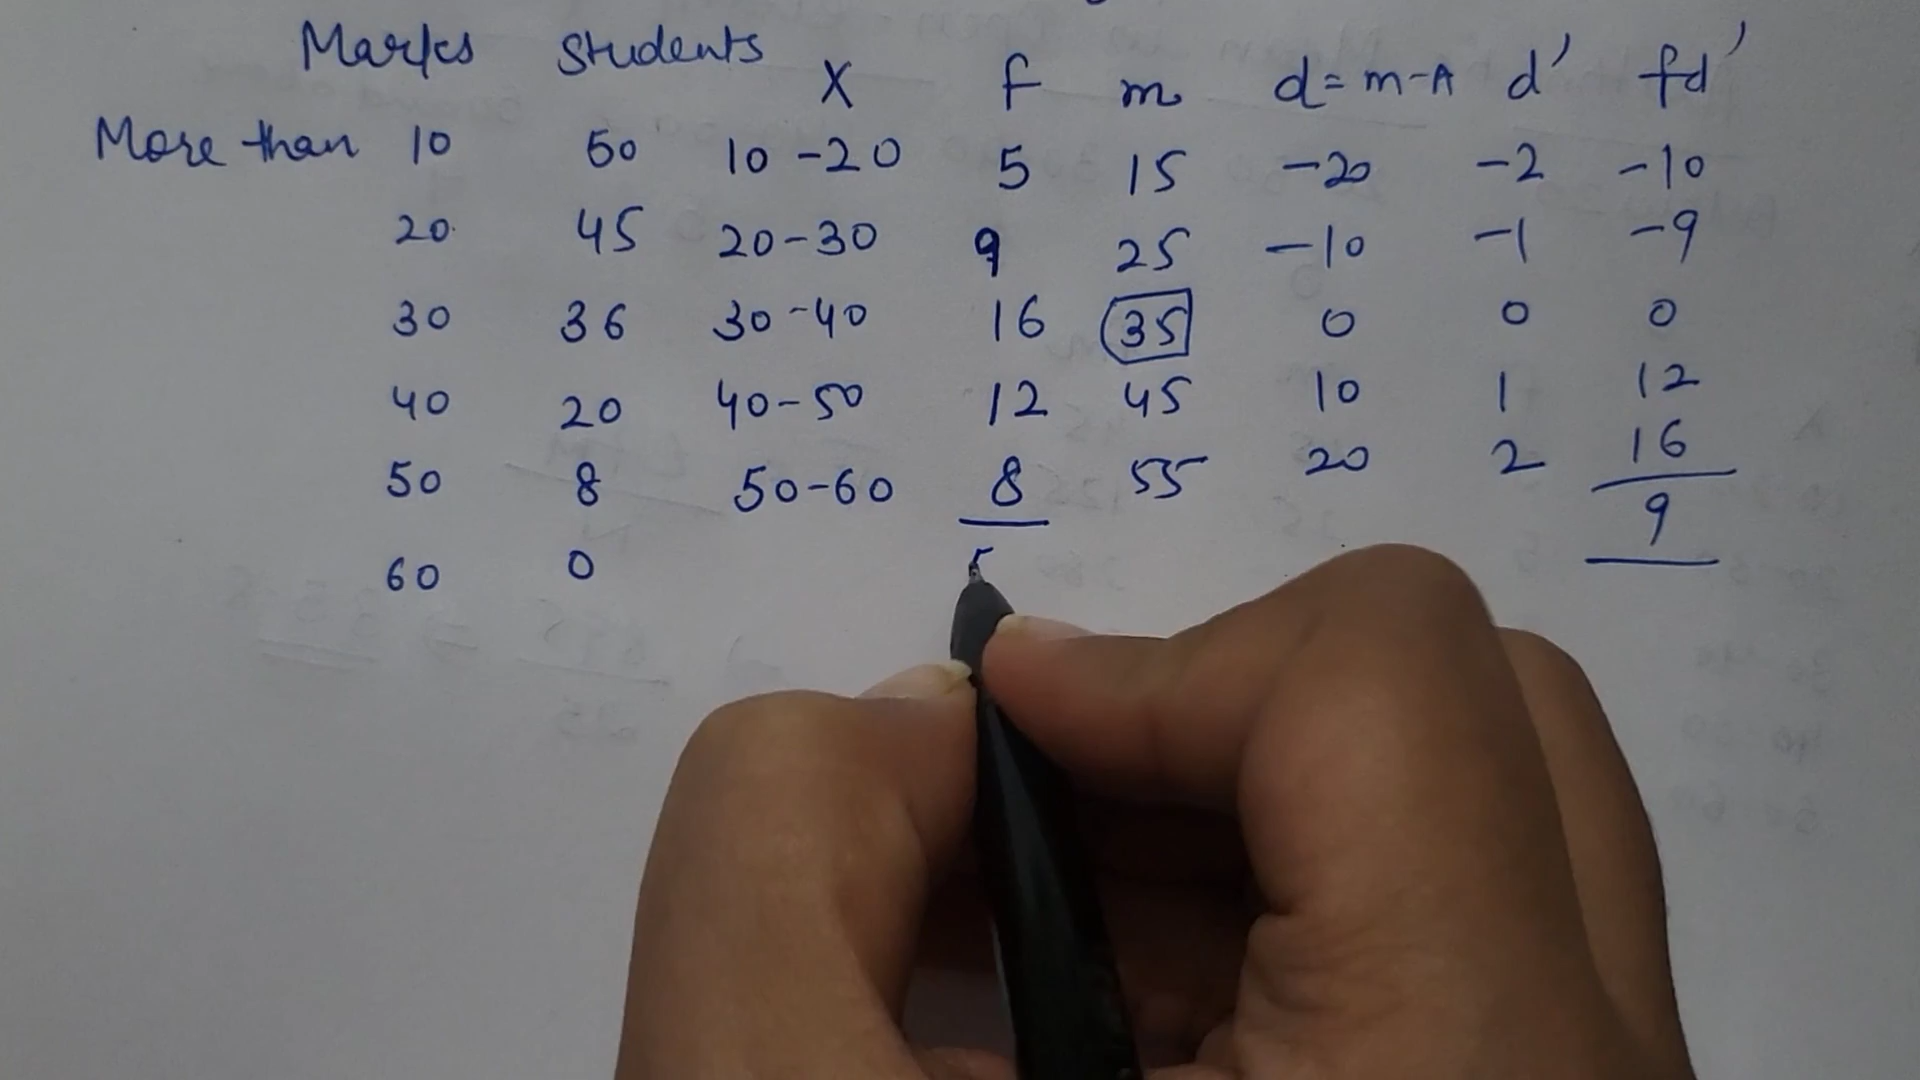 Marks Students X f m d = m-A d' fd'
More than 10 50 10-20 5 15 -20 -2 -10
20 45 20-30 9 25 -10 -1 -9
30 36 30-40 16 35 0 0 0
40 20 40-50 12 45 10 1 12
50 8 50-60 8 55 20 2 16
60 0 5 9